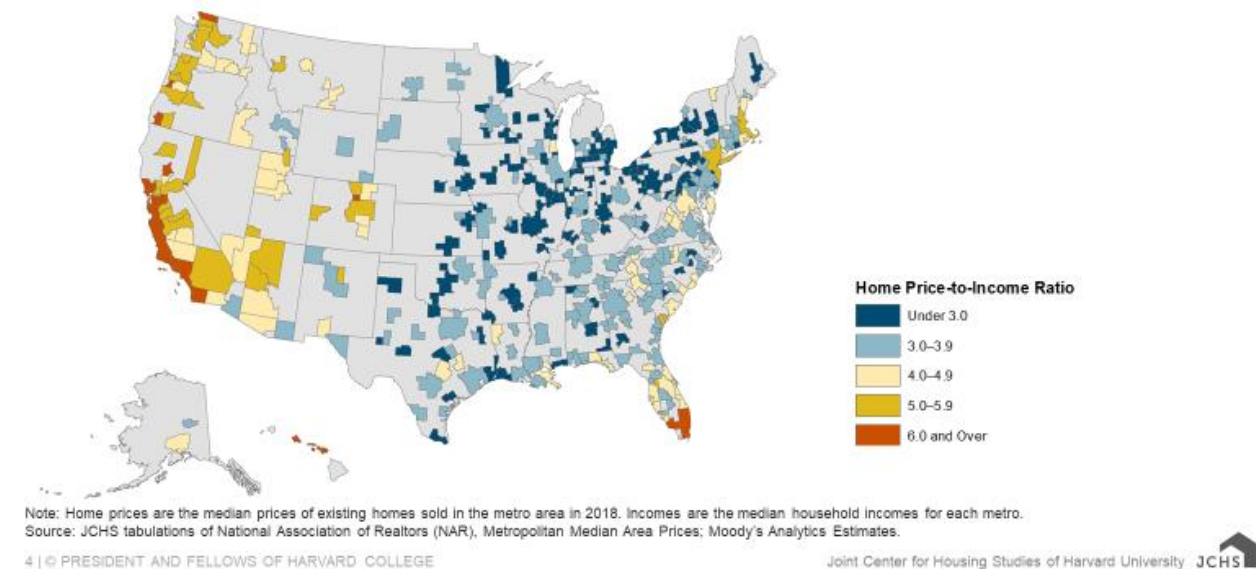 Home Price-to-Income Ratio
Under 3.0
3.0–3.9
4.0–4.9
5.0–5.9
6.0 and Over
Note: Home prices are the median prices of existing homes sold in the metro area in 2018. Incomes are the median household incomes for each metro.
Source: JCHS tabulations of National Association of Realtors (NAR), Metropolitan Median Area Prices; Moody's Analytics Estimates.
4 | © PRESIDENT AND FELLOWS OF HARVARD COLLEGE
Joint Center for Housing Studies of Harvard University JCHS